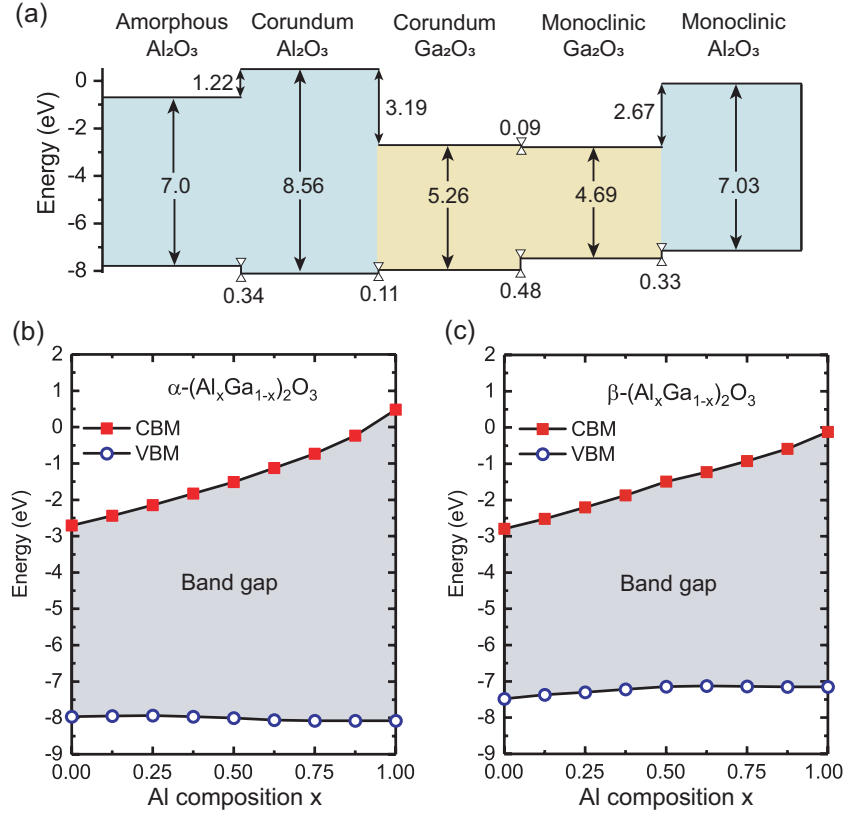 (a)
Amorphous Corundum Corundum Monoclinic Monoclinic
Al₂O₃ Al₂O₃ Ga₂O₃ Ga₂O₃ Al₂O₃
Energy (eV)
0
-2
-4
-6
-8
1.22
3.19
0.09
2.67
7.0
8.56
5.26
4.69
7.03
0.34
0.11
0.48
0.33
(b)
α-(AlₓGa₁₋ₓ)₂O₃
CBM
VBM
Band gap
Energy (eV)
2
1
0
-1
-2
-3
-4
-5
-6
-7
-8
-9
0.00 0.25 0.50 0.75 1.00
Al composition x
(c)
β-(AlₓGa₁₋ₓ)₂O₃
CBM
VBM
Band gap
Energy (eV)
2
1
0
-1
-2
-3
-4
-5
-6
-7
-8
-9
0.00 0.25 0.50 0.75 1.00
Al composition x